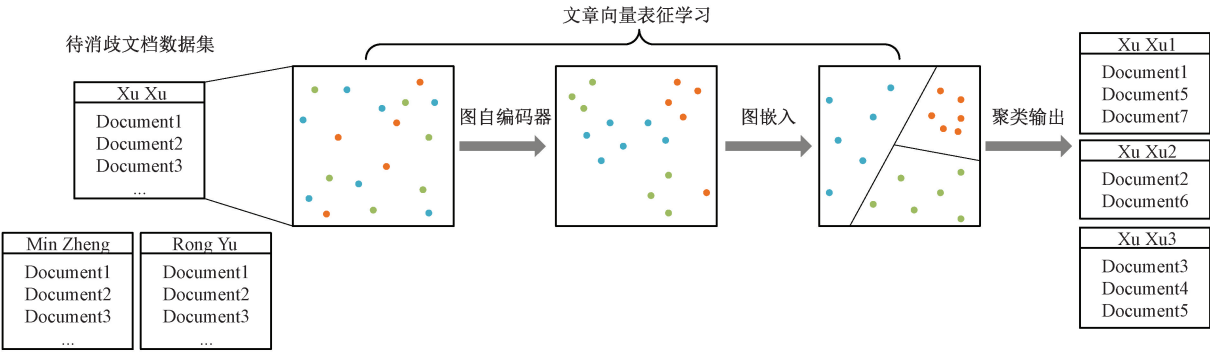 文章向量表征学习
待消歧文档数据集
Xu Xu
Document1
Document2
Document3
...
Min Zheng
Document1
Document2
Document3
...
Rong Yu
Document1
Document2
Document3
...
图自编码器
图嵌入
聚类输出
Xu Xu1
Document1
Document5
Document7
Xu Xu2
Document2
Document6
Xu Xu3
Document3
Document4
Document5